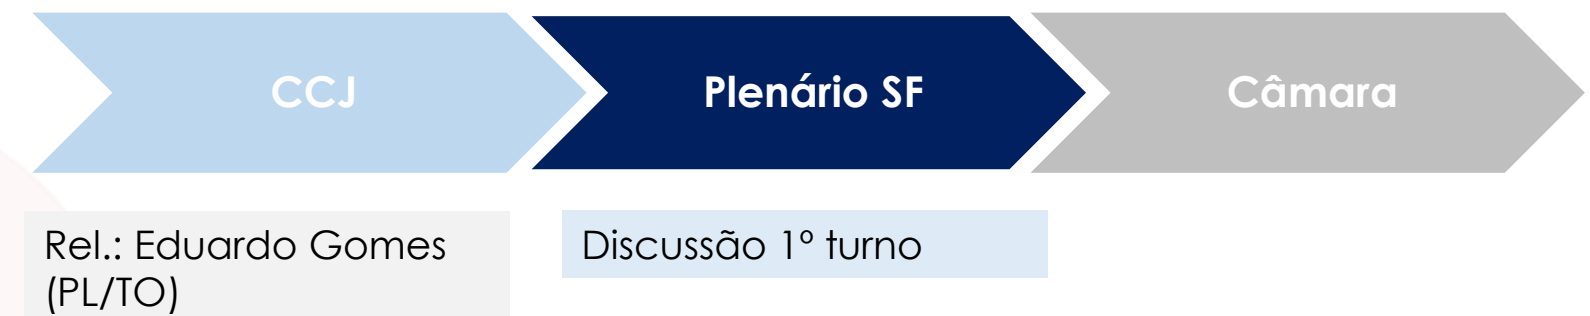 CCJ
Plenário SF
Câmara
Rel.: Eduardo Gomes
(PL/TO)
Discussão 1º turno